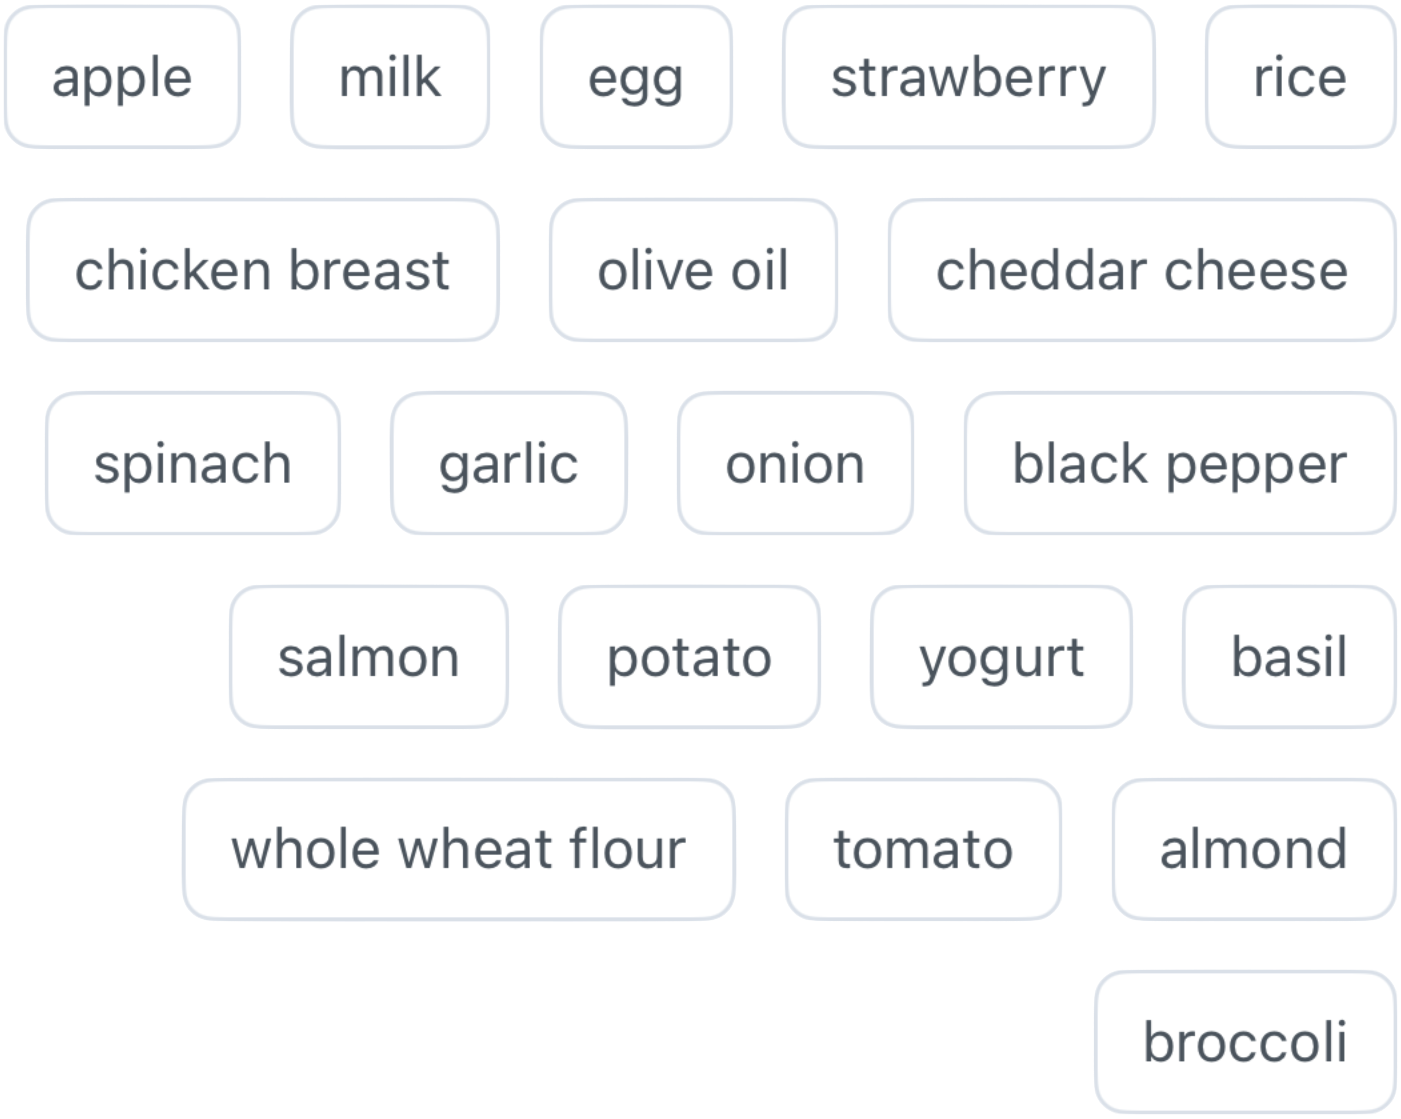 apple milk egg strawberry rice
chicken breast olive oil cheddar cheese
spinach garlic onion black pepper
salmon potato yogurt basil
whole wheat flour tomato almond
broccoli